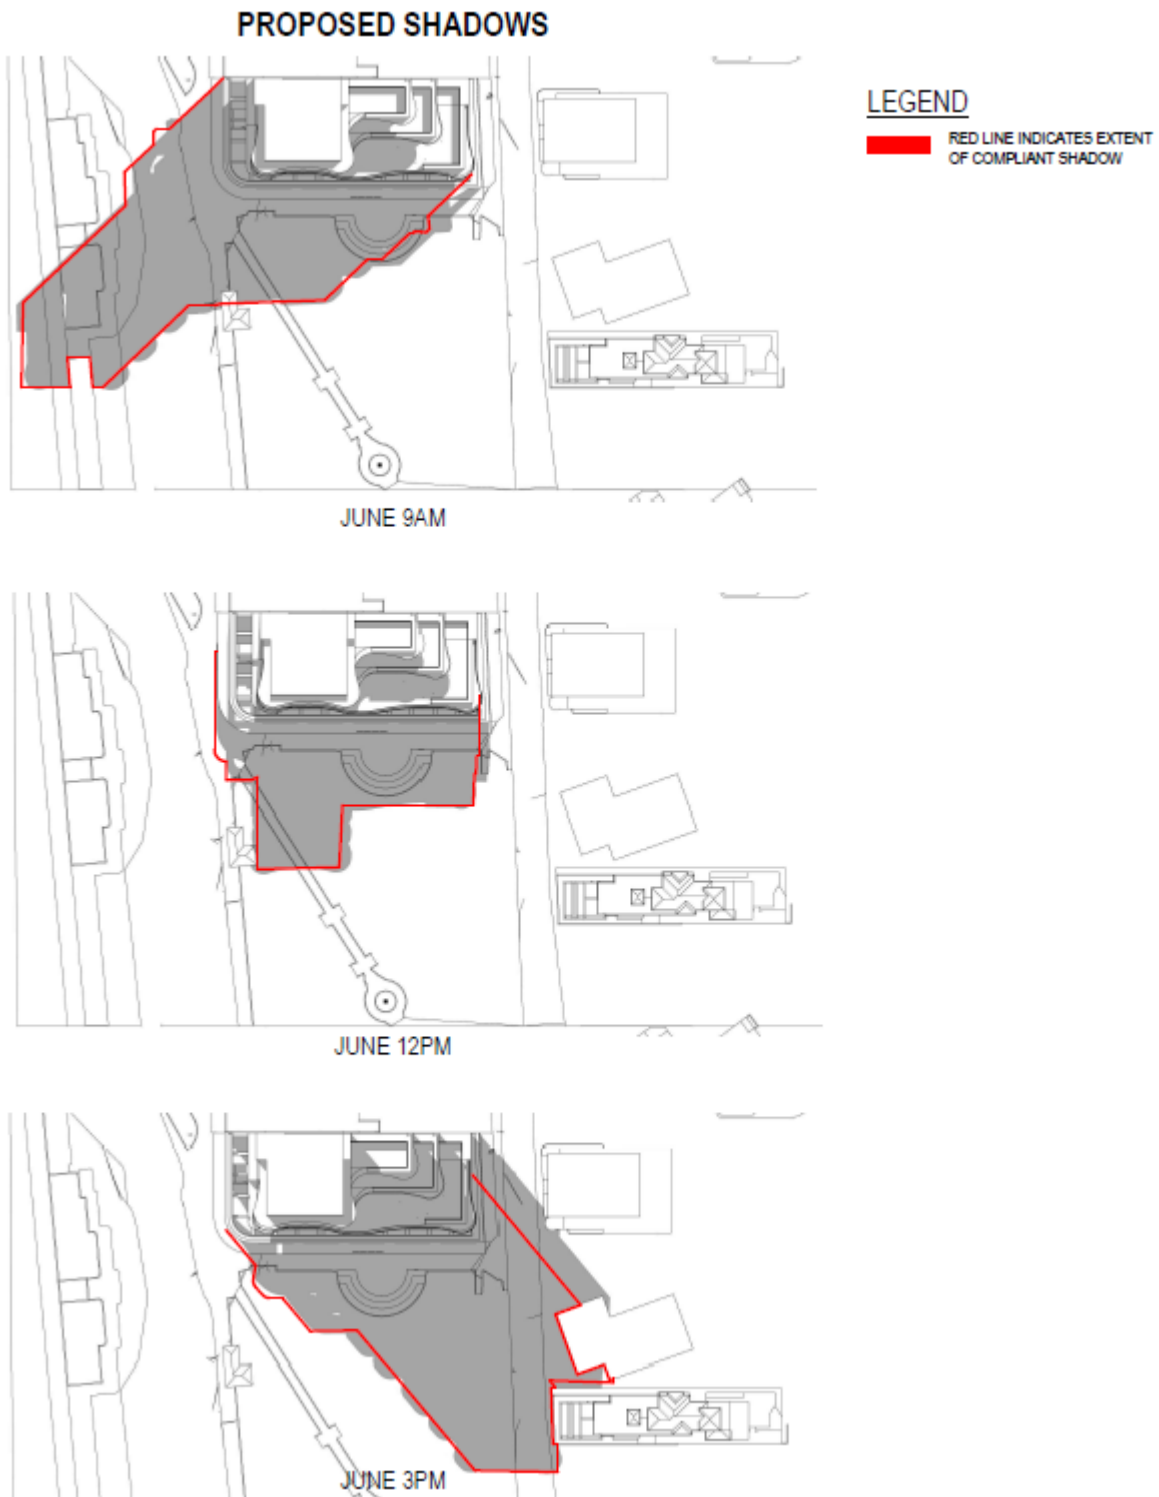 PROPOSED SHADOWS
LEGEND
RED LINE INDICATES EXTENT
OF COMPLIANT SHADOW
JUNE 9AM
JUNE 12PM
JUNE 3PM